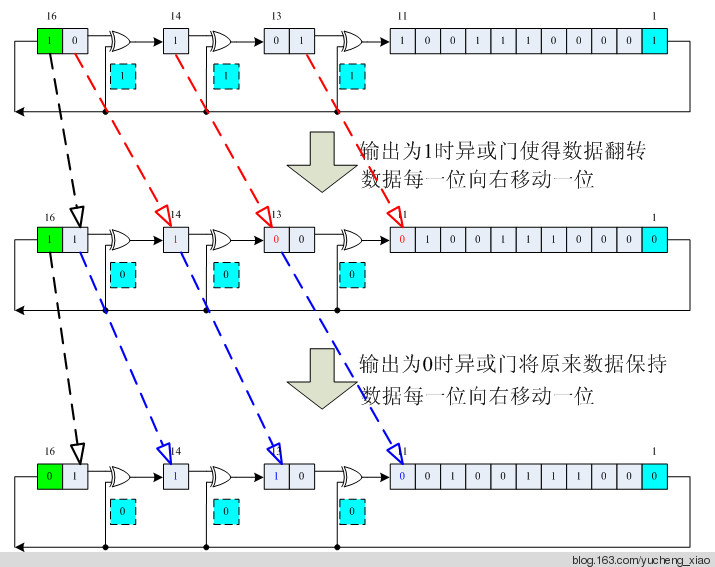 16 14 13 11 1
1 0 1 0 1 1 0 0 1 1 1 0 0 0 0 1
1 1 1
输出为1时异或门使得数据翻转
数据每一位向右移动一位
16 14 13 11 1
1 1 1 0 0 0 1 0 0 1 1 1 0 0 0 0
0 0 0
输出为0时异或门将原来数据保持
数据每一位向右移动一位
16 14 13 11 1
0 1 1 1 0 0 0 1 0 0 1 1 1 0 0 0
0 0 0
blog.163.com/yucheng_xiao